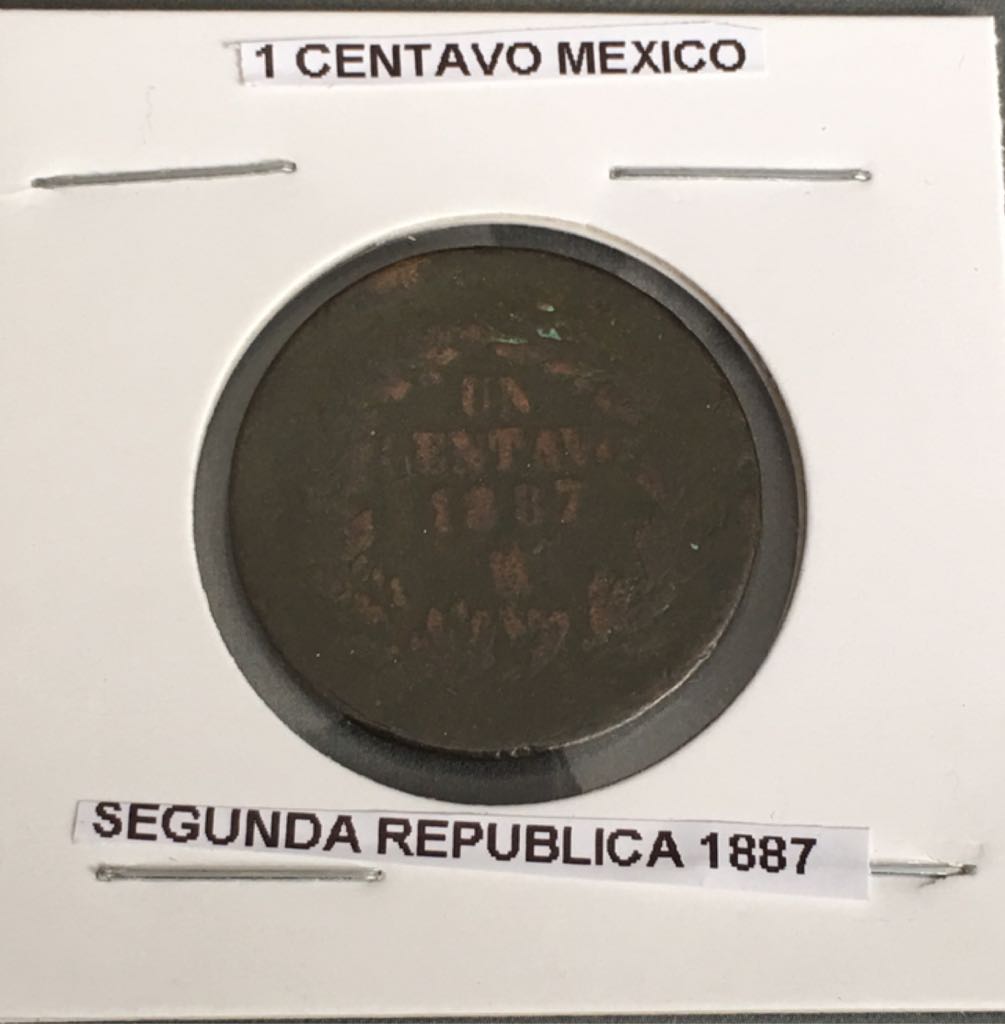 1 CENTAVO MEXICO
UN
CENTAVO
1887
SEGUNDA REPUBLICA 1887